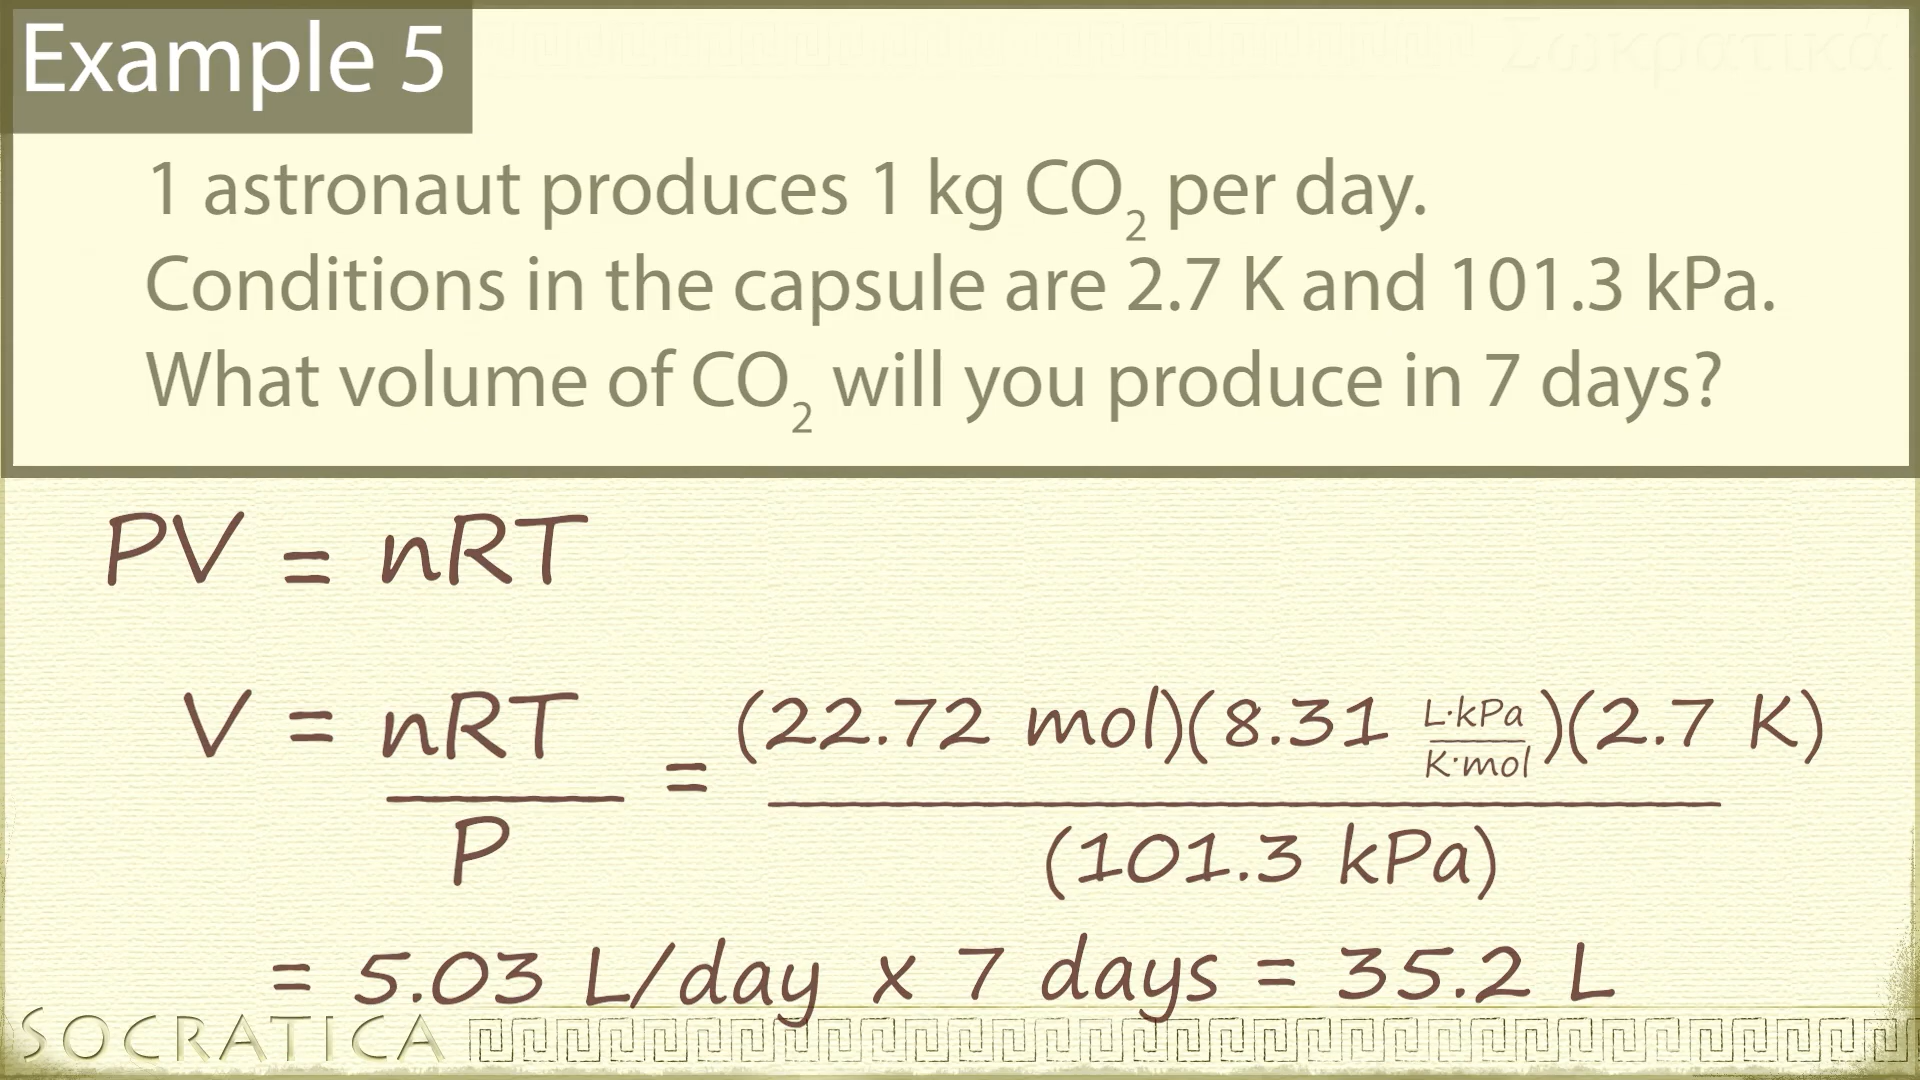 Example 5
Σωκρατικά
1 astronaut produces 1 kg CO₂ per day.
Conditions in the capsule are 2.7 K and 101.3 kPa.
What volume of CO₂ will you produce in 7 days?
PV = nRT
V = nRT / P = (22.72 mol)(8.31 L·kPa / K·mol)(2.7 K) / (101.3 kPa)
= 5.03 L/day x 7 days = 35.2 L
SOCRATICA